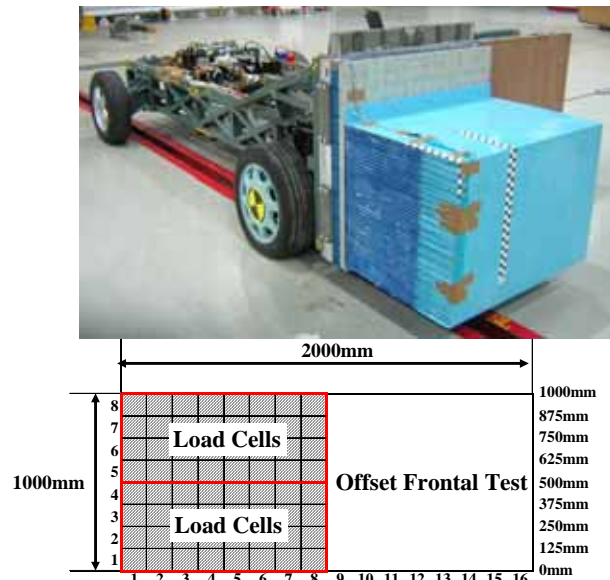 2000mm
1000mm
8
7
6
5
4
3
2
1
Load Cells
Load Cells
Offset Frontal Test
1000mm
875mm
750mm
625mm
500mm
375mm
250mm
125mm
0mm
1 2 3 4 5 6 7 8 9 10 11 12 13 14 15 16